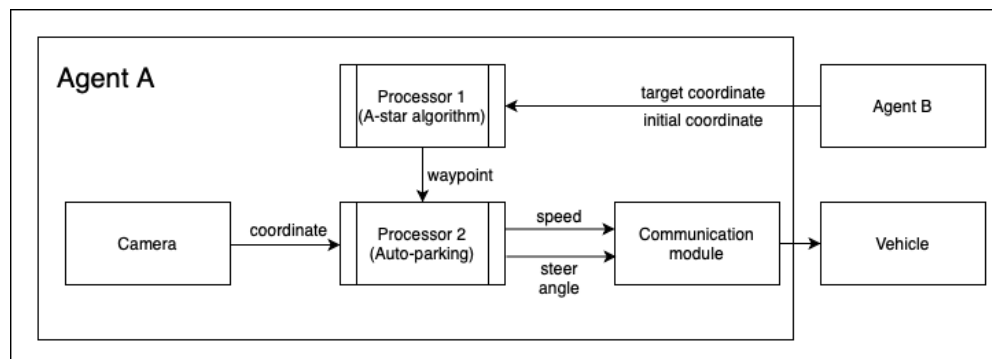 Agent A
Processor 1
(A-star algorithm)
target coordinate
initial coordinate
Agent B
waypoint
Camera
coordinate
Processor 2
(Auto-parking)
speed
steer
angle
Communication
module
Vehicle